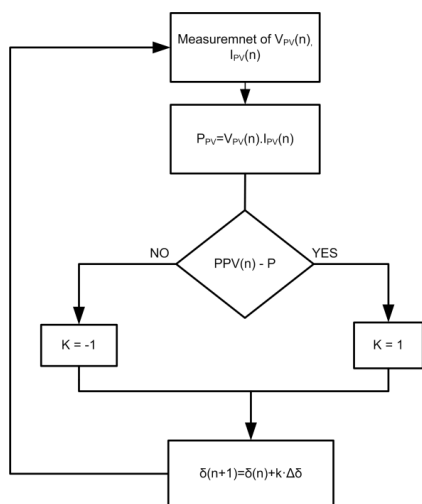 Measuremnet of VPV(n),
IPV(n)
PPV=VPV(n).IPV(n)
NO
YES
PPV(n) - P
K = -1
K = 1
δ(n+1)=δ(n)+k·Δδ